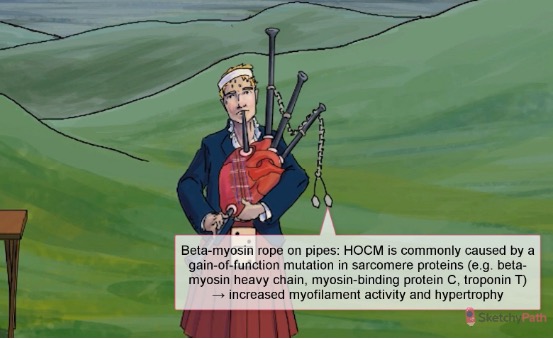 Beta-myosin rope on pipes: HOCM is commonly caused by a
gain-of-function mutation in sarcomere proteins (e.g. beta-
myosin heavy chain, myosin-binding protein C, troponin T)
→ increased myofilament activity and hypertrophy
SketchyPath